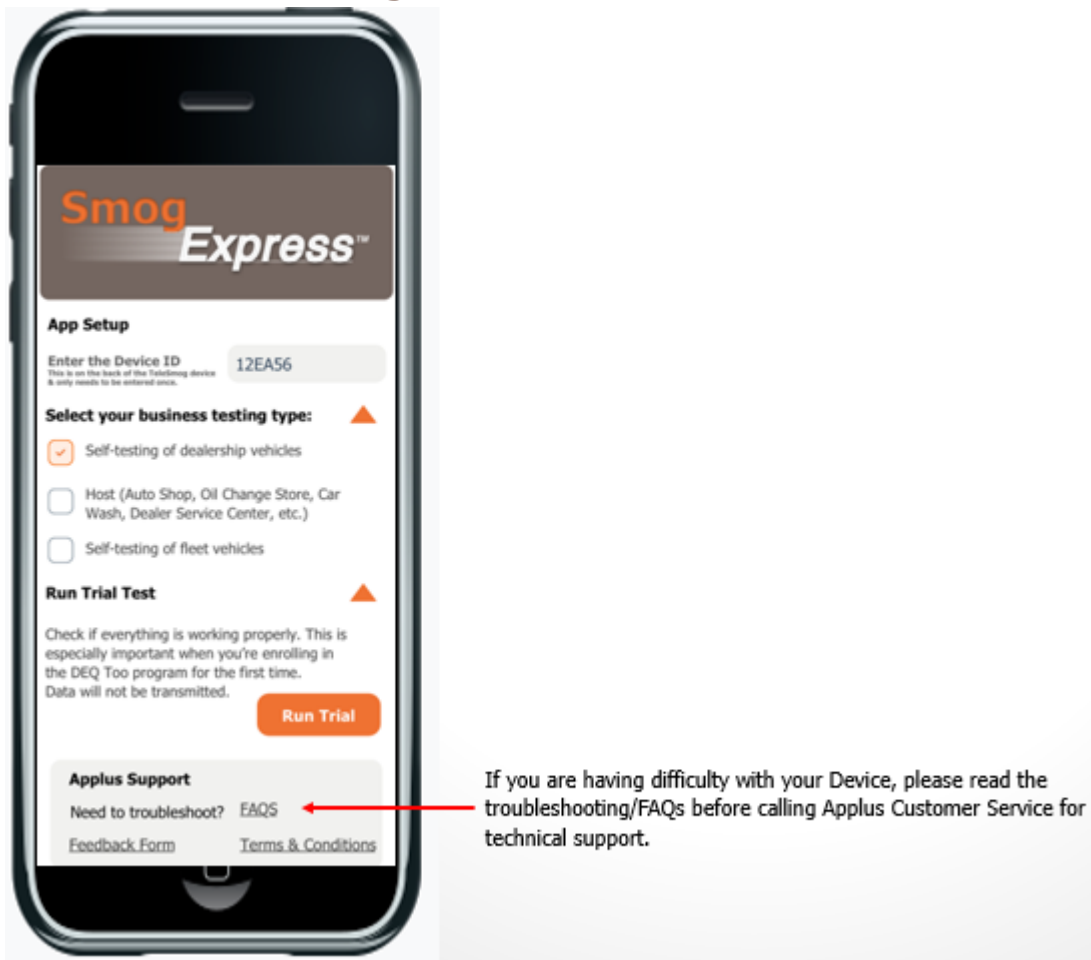 Smog
Express™
App Setup
Enter the Device ID
This is on the back of the TeleSmog device
& only needs to be entered once.
12EA56
Select your business testing type:
Self-testing of dealership vehicles
Host (Auto Shop, Oil Change Store, Car
Wash, Dealer Service Center, etc.)
Self-testing of fleet vehicles
Run Trial Test
Check if everything is working properly. This is
especially important when you're enrolling in
the DEQ Too program for the first time.
Data will not be transmitted.
Run Trial
Applus Support
Need to troubleshoot? FAQS
Feedback Form Terms & Conditions
If you are having difficulty with your Device, please read the
troubleshooting/FAQs before calling Applus Customer Service for
technical support.